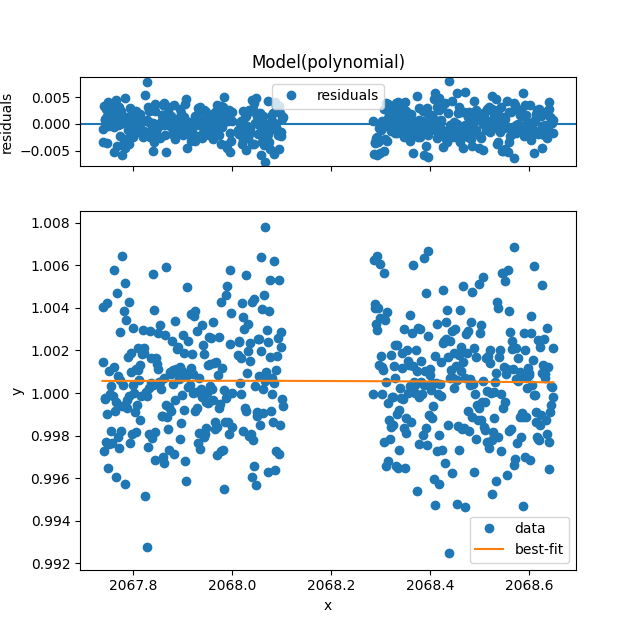 Model(polynomial)
residuals
0.005
0.000
−0.005
residuals
1.008
1.006
1.004
1.002
1.000
0.998
0.996
0.994
0.992
y
data
best-fit
2067.8
2068.0
2068.2
2068.4
2068.6
x